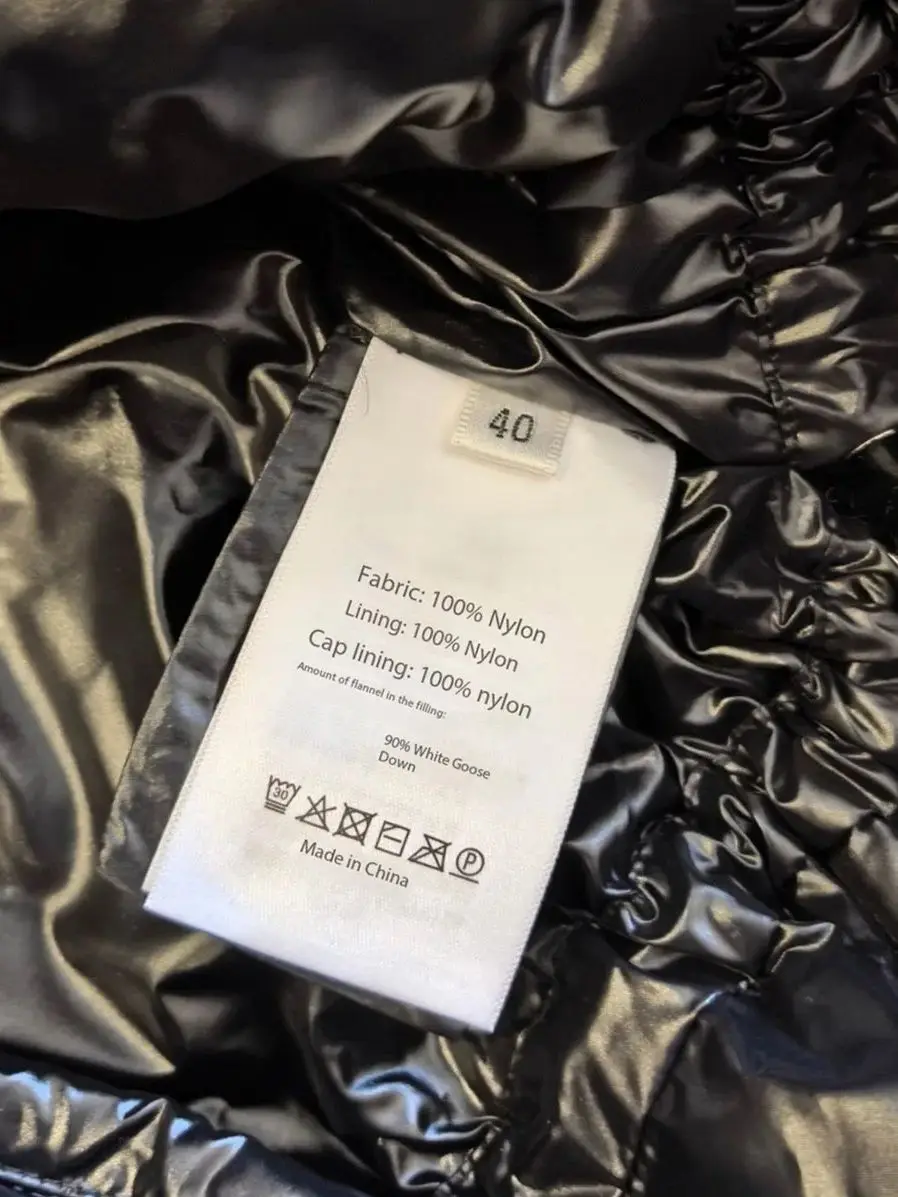 40
Fabric: 100% Nylon
Lining: 100% Nylon
Cap lining: 100% nylon
Amount of flannel in the filling:
90% White Goose
Down
30
P
Made in China